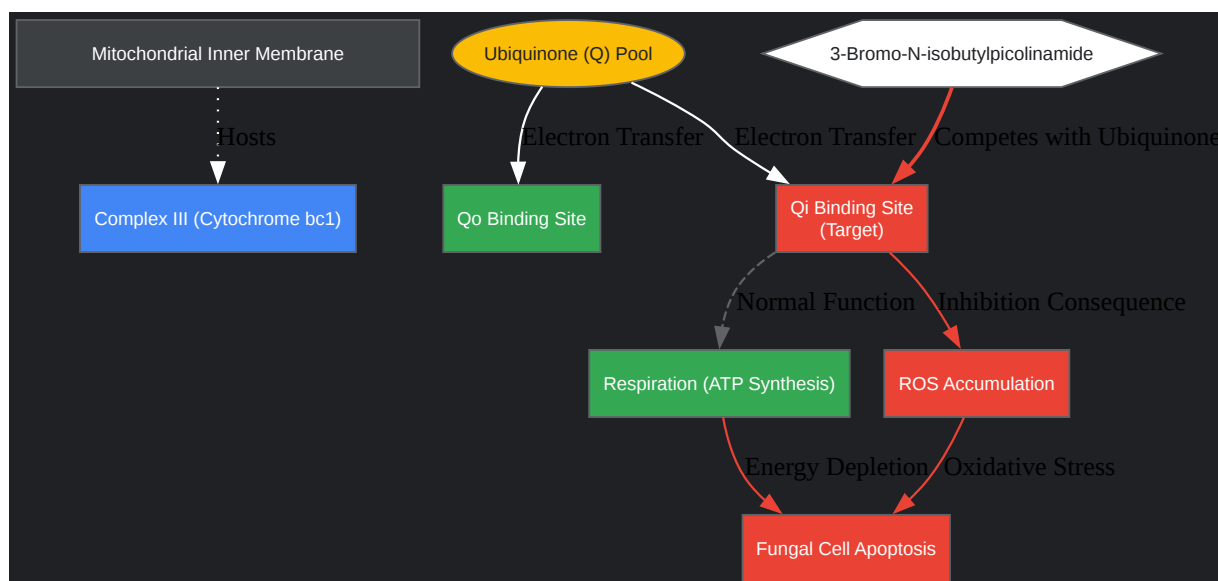 Mitochondrial Inner Membrane
Ubiquinone (Q) Pool
3-Bromo-N-isobutylpicolinamide
Hosts
Electron Transfer
Electron Transfer
Competes with Ubiquinone
Complex III (Cytochrome bc1)
Qo Binding Site
Qi Binding Site
(Target)
Normal Function
Inhibition Consequence
Respiration (ATP Synthesis)
ROS Accumulation
Energy Depletion
Oxidative Stress
Fungal Cell Apoptosis